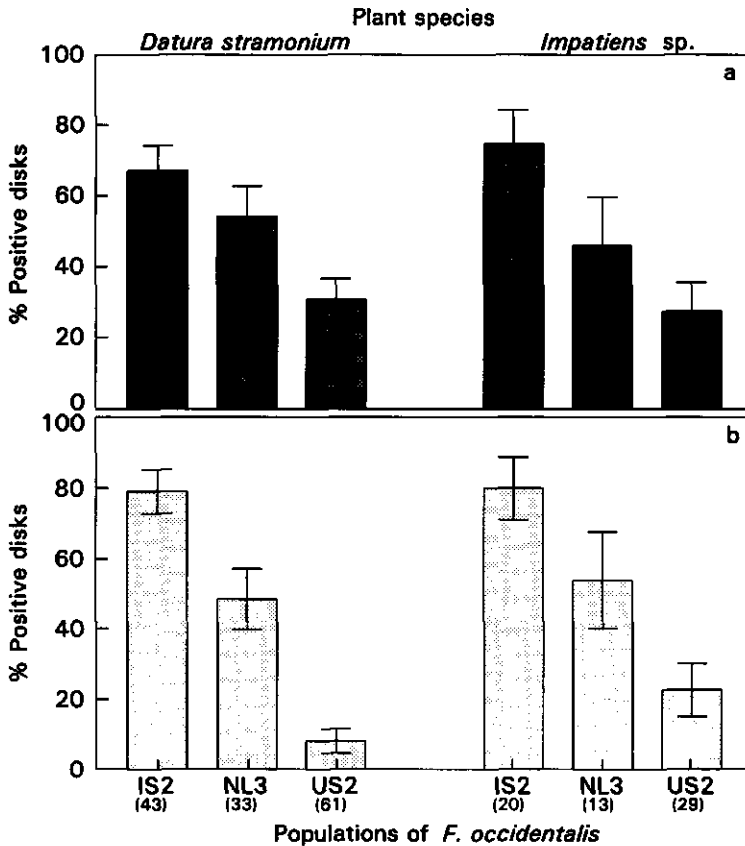 Plant species
Datura stramonium Impatiens sp.
a
100
80
60
40
20
0
% Positive disks
b
100
80
60
40
20
0
% Positive disks
IS2 NL3 US2 IS2 NL3 US2
(43) (33) (61) (20) (13) (29)
Populations of F. occidentalis